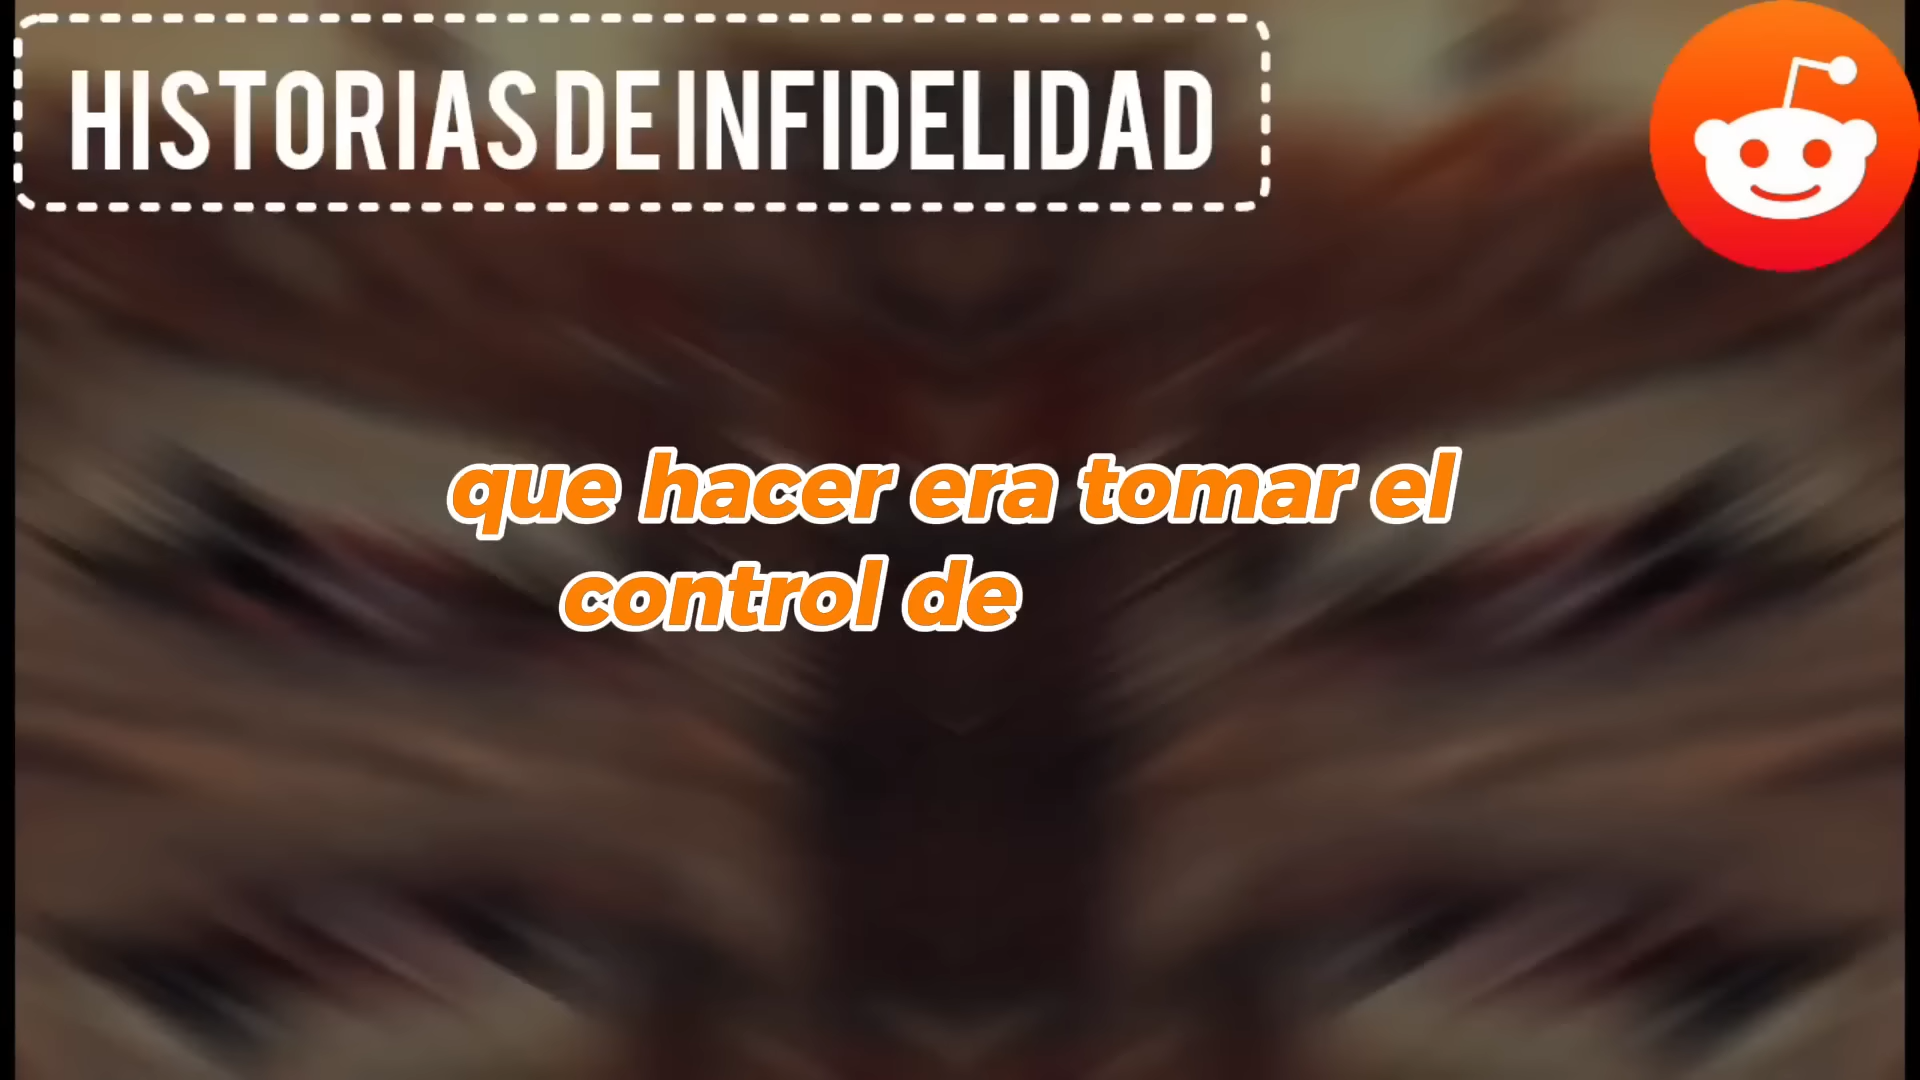 HISTORIAS DE INFIDELIDAD
que hacer era tomar el
control de